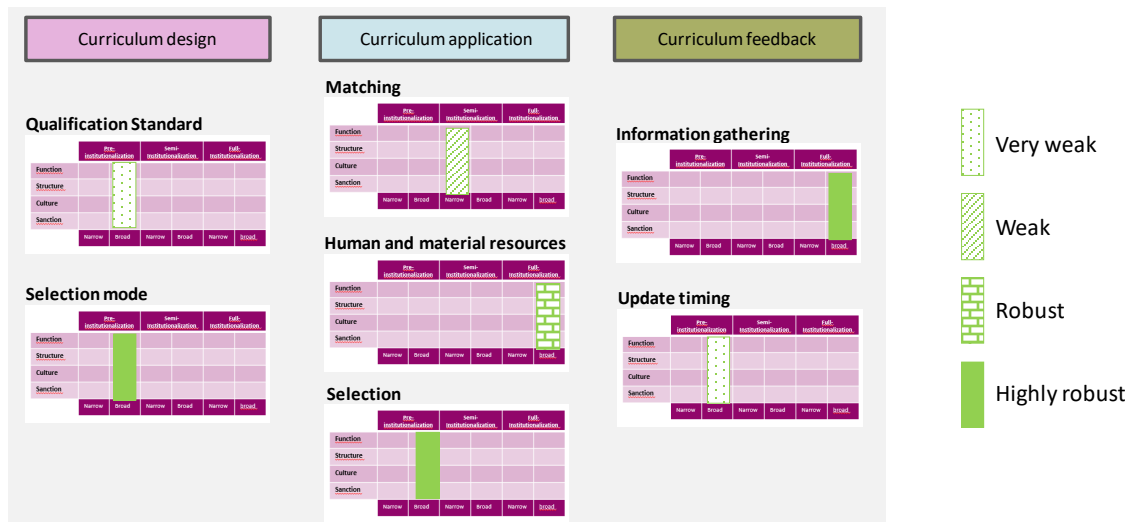 Curriculum design
Curriculum application
Curriculum feedback
Qualification Standard
Pre-institutionalization
Semi-Institutionalization
Full-Institutionalization
Function
Structure
Culture
Sanction
Narrow Broad Narrow Broad Narrow broad
Selection mode
Pre-institutionalization
Semi-Institutionalization
Full-Institutionalization
Function
Structure
Culture
Sanction
Narrow Broad Narrow Broad Narrow broad
Matching
Pre-institutionalization
Semi-Institutionalization
Full-Institutionalization
Function
Structure
Culture
Sanction
Narrow Broad Narrow Broad Narrow broad
Human and material resources
Pre-institutionalization
Semi-Institutionalization
Full-Institutionalization
Function
Structure
Culture
Sanction
Narrow Broad Narrow Broad Narrow broad
Selection
Pre-institutionalization
Semi-Institutionalization
Full-Institutionalization
Function
Structure
Culture
Sanction
Narrow Broad Narrow Broad Narrow broad
Information gathering
Pre-institutionalization
Semi-Institutionalization
Full-Institutionalization
Function
Structure
Culture
Sanction
Narrow Broad Narrow Broad Narrow broad
Update timing
Pre-institutionalization
Semi-Institutionalization
Full-Institutionalization
Function
Structure
Culture
Sanction
Narrow Broad Narrow Broad Narrow broad
Very weak
Weak
Robust
Highly robust